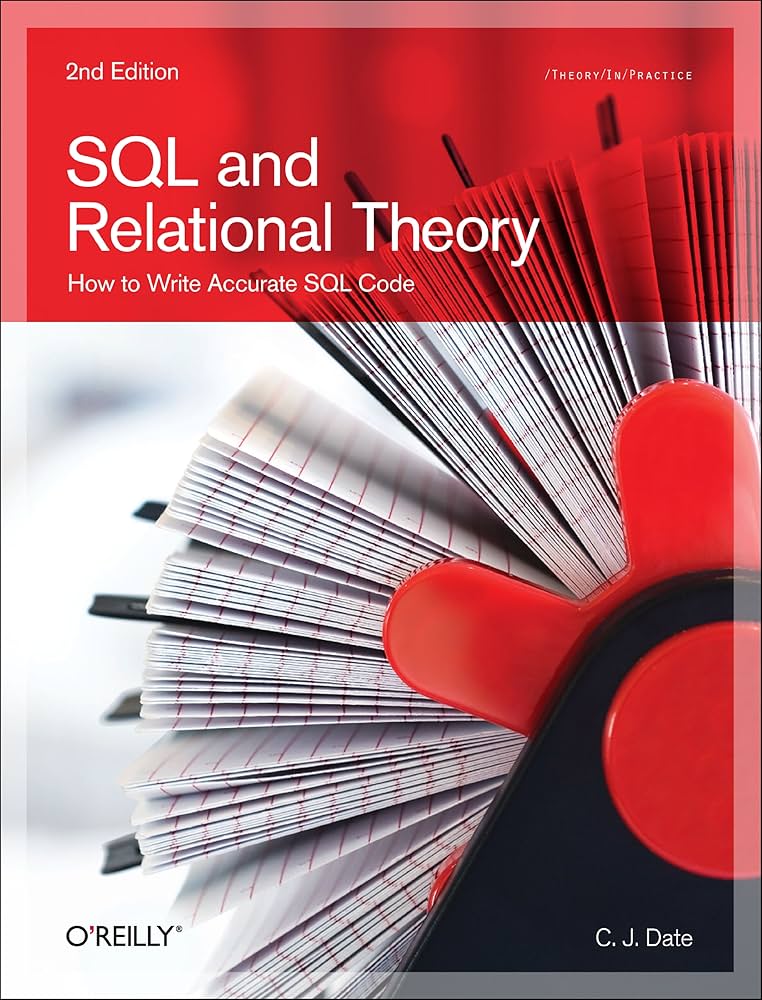 2nd Edition
/THEORY/IN/PRACTICE
SQL and
Relational Theory
How to Write Accurate SQL Code
O'REILLY®
C. J. Date